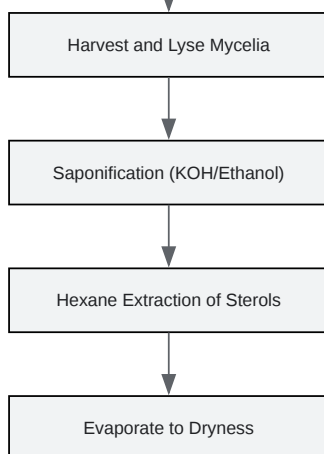 Harvest and Lyse Mycelia
Saponification (KOH/Ethanol)
Hexane Extraction of Sterols
Evaporate to Dryness